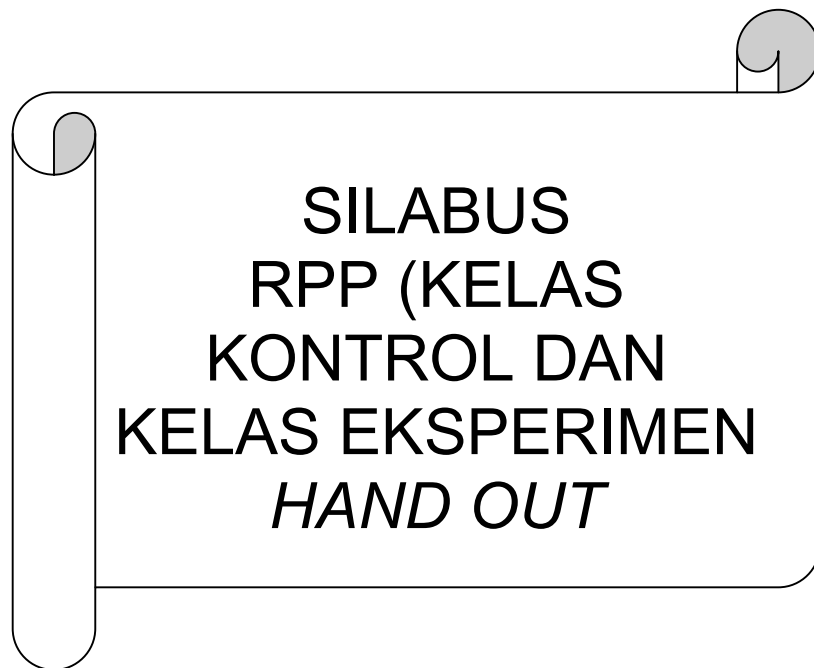 SILABUS
RPP (KELAS
KONTROL DAN
KELAS EKSPERIMEN
HAND OUT